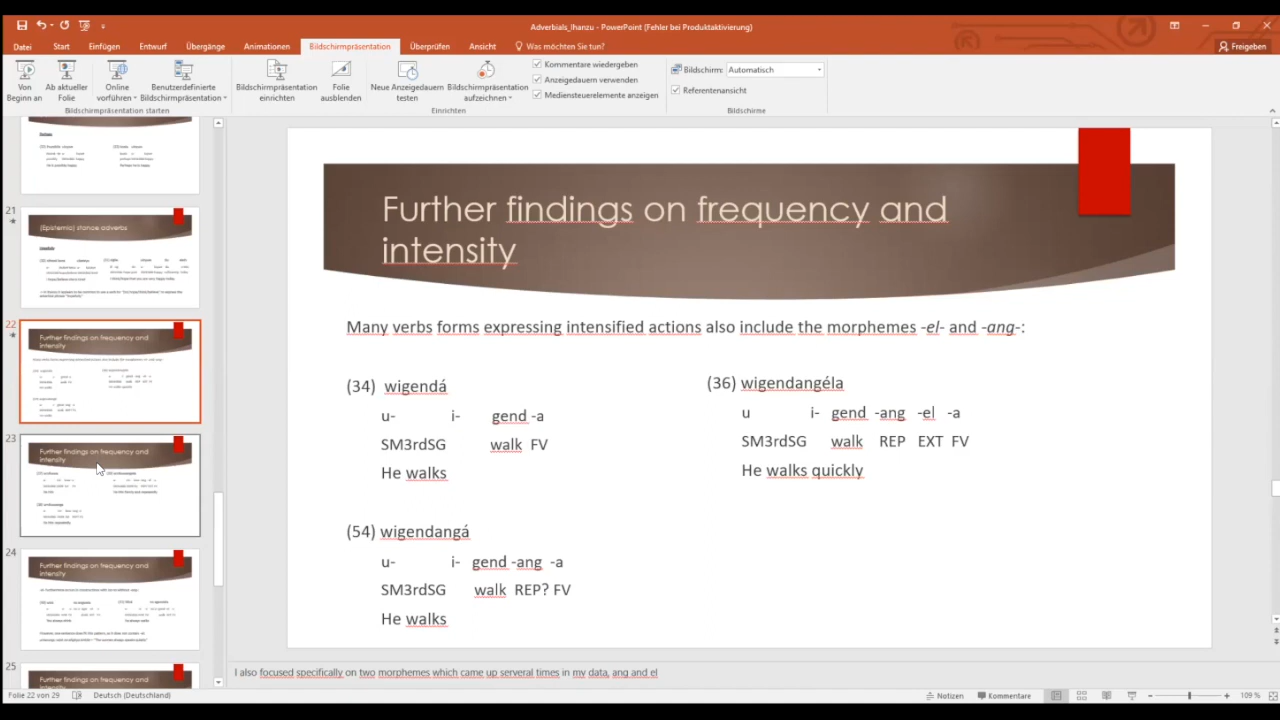 Adverbials_Ihanzu - PowerPoint (Fehler bei Produktaktivierung)
Datei Start Einfügen Entwurf Übergänge Animationen Bildschirmpräsentation Überprüfen Ansicht Was möchten Sie tun? Freigeben
Von Beginn an
Ab aktueller Folie
Online vorführen
Benutzerdefinierte Bildschirmpräsentation
Bildschirmpräsentation starten
Bildschirmpräsentation einrichten
Folie ausblenden
Neue Anzeigedauern testen
Bildschirmpräsentation aufzeichnen
Kommentare wiedergeben
Anzeigedauern verwenden
Mediensteuerelemente anzeigen
Einrichten
Bildschirm: Automatisch
Referentenansicht
Bildschirme
21
(Epistemic) stance adverbs
22
Further findings on frequency and
intensity
23
Further findings on frequency and
intensity
24
Further findings on frequency and
intensity
25
Further findings on frequency and
Further findings on frequency and
intensity
Many verbs forms expressing intensified actions also include the morphemes -el- and -ang-:
(34) wigendá
u- i- gend -a
SM3rdSG walk FV
He walks
(54) wigendangá
u- i- gend -ang -a
SM3rdSG walk REP? FV
He walks
(36) wigendangéla
u i- gend -ang -el -a
SM3rdSG walk REP EXT FV
He walks quickly
I also focused specifically on two morphemes which came up serveral times in my data, ang and el
Folie 22 von 29 Deutsch (Deutschland) Notizen Kommentare 109 %